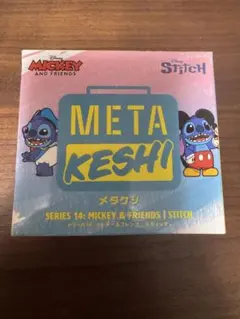 Disney
MICKEY
AND FRIENDS
Disney
STITCH
META
KESHI
メタケシ
SERIES 14: MICKEY & FRIENDS | STITCH